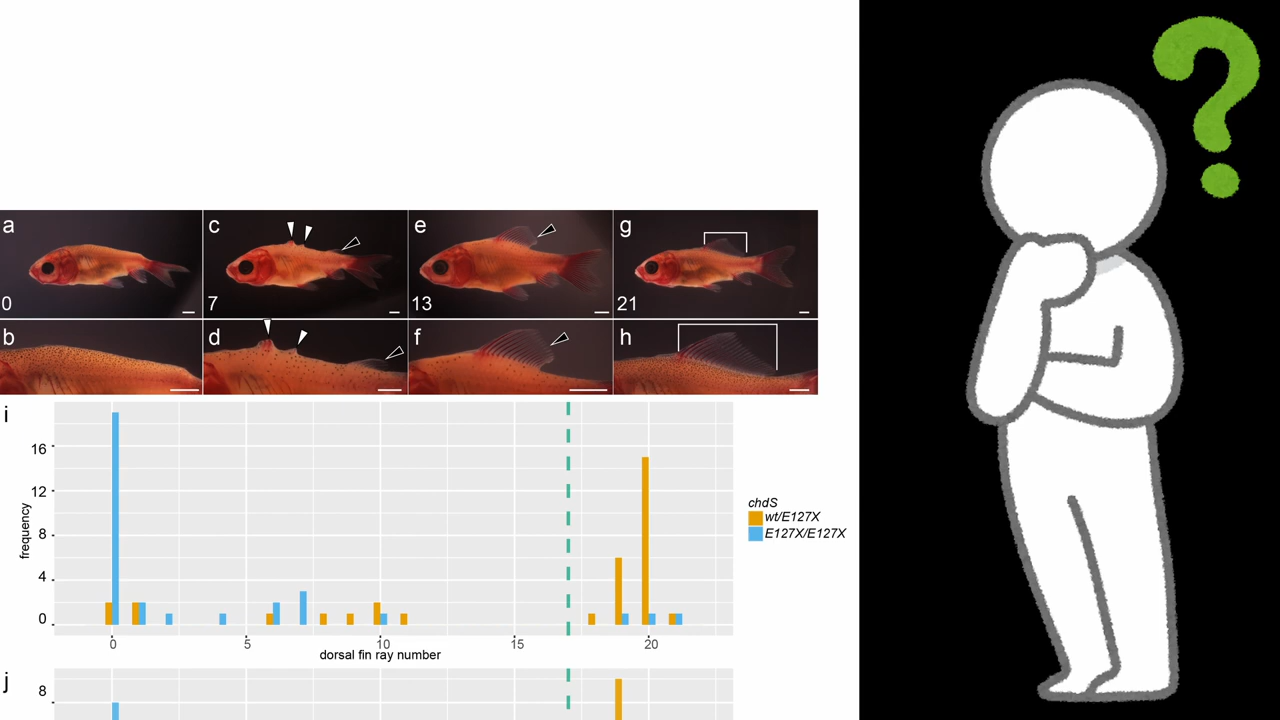 a
c
e
g
0
7
13
21
b
d
f
h
i
16
12
8
4
0
frequency
0
5
10
15
20
dorsal fin ray number
chdS
wt/E127X
E127X/E127X
j
8
?